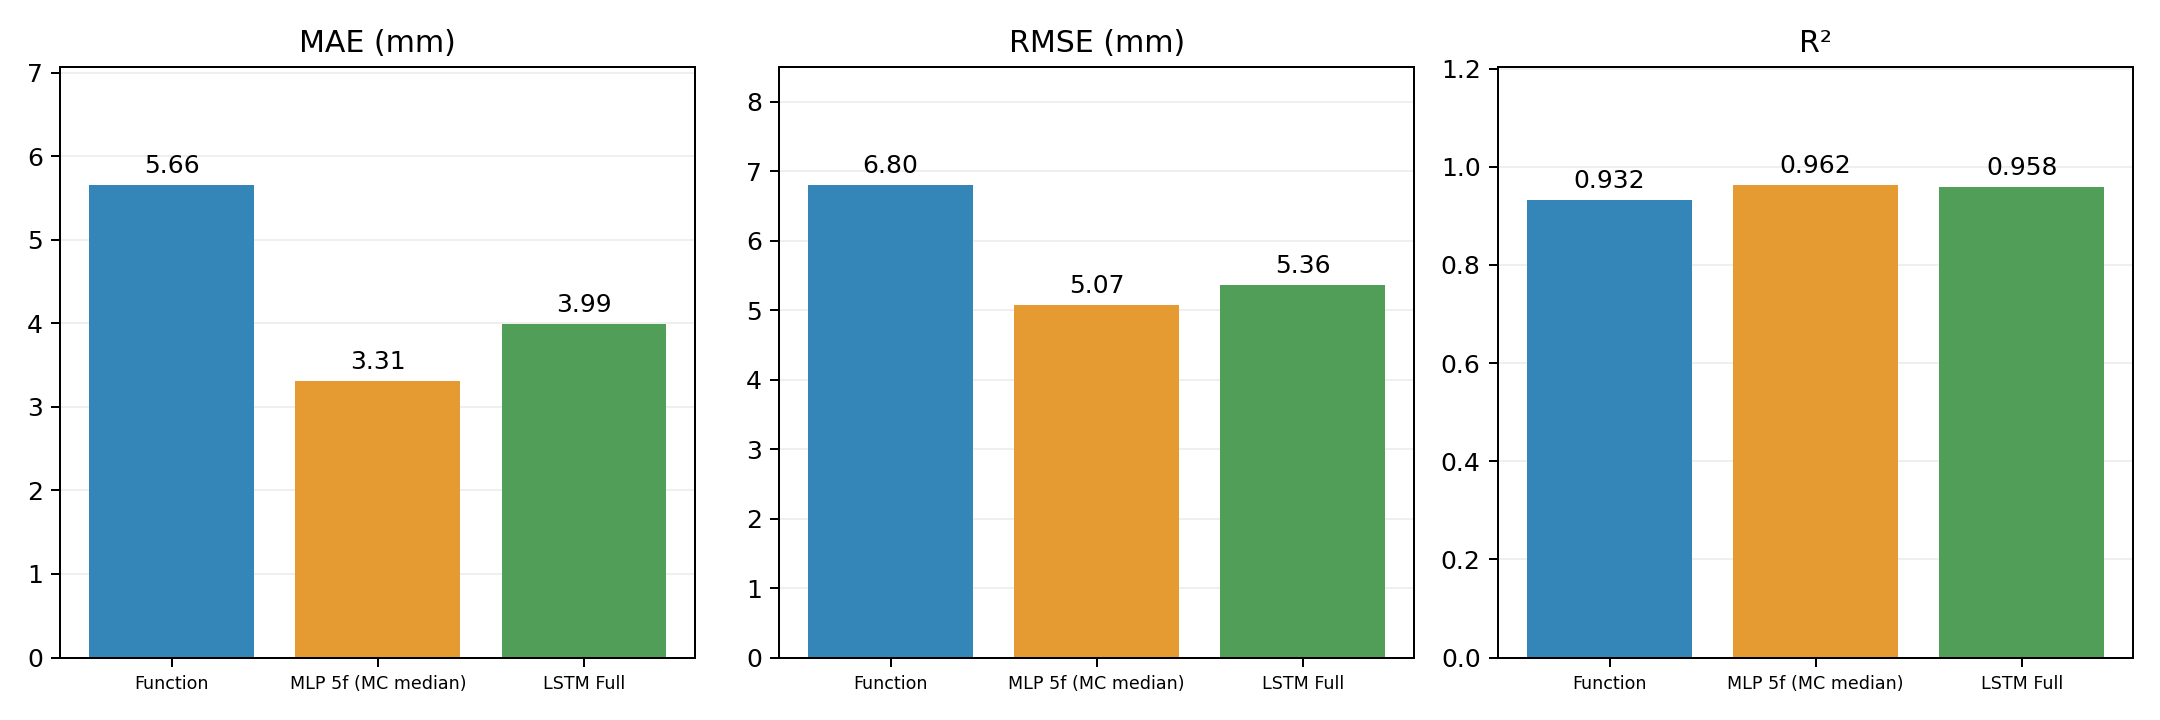 MAE (mm)
7
6
5
4
3
2
1
0
5.66
3.31
3.99
Function
MLP 5f (MC median)
LSTM Full
RMSE (mm)
8
7
6
5
4
3
2
1
0
6.80
5.07
5.36
Function
MLP 5f (MC median)
LSTM Full
R²
1.2
1.0
0.8
0.6
0.4
0.2
0.0
0.932
0.962
0.958
Function
MLP 5f (MC median)
LSTM Full